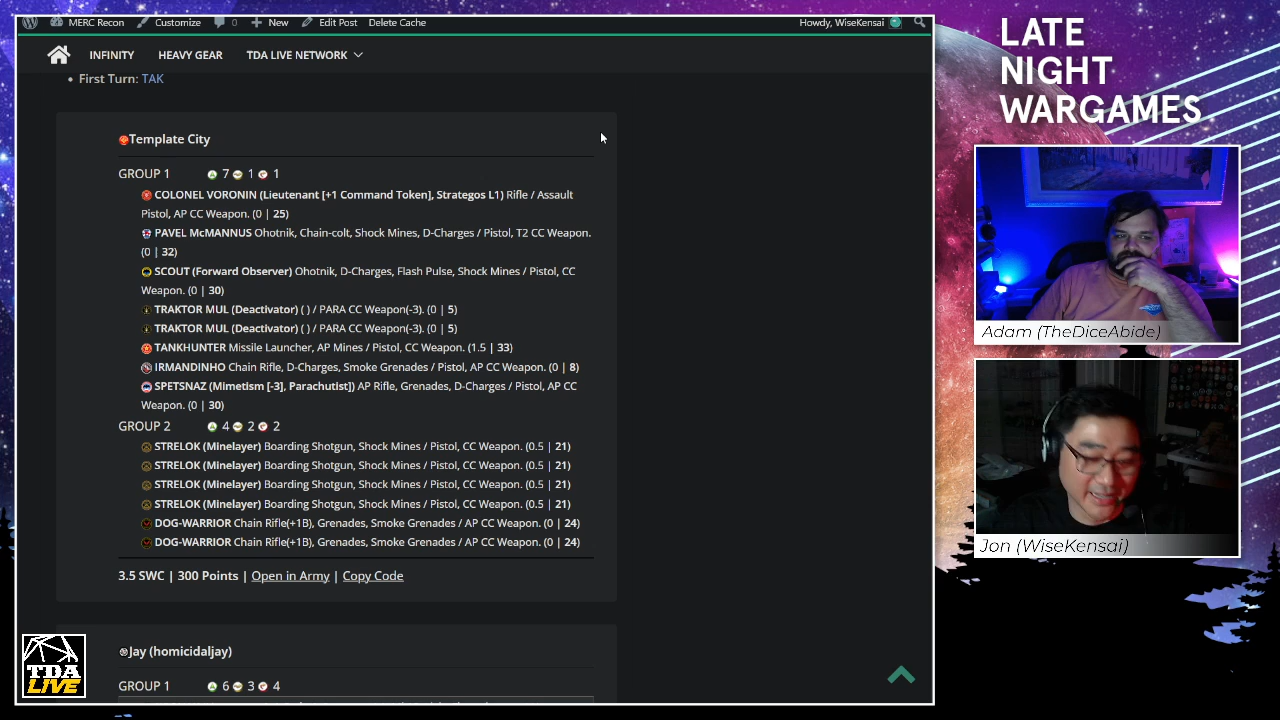 MERC Recon Customize 0 New Edit Post Delete Cache Howdy, WiseKensai
INFINITY HEAVY GEAR TDA LIVE NETWORK
• First Turn: TAK
Template City
GROUP 1 7 1 1
COLONEL VORONIN (Lieutenant [+1 Command Token], Strategos L1) Rifle / Assault
Pistol, AP CC Weapon. (0 | 25)
PAVEL McMANNUS Ohotnik, Chain-colt, Shock Mines, D-Charges / Pistol, T2 CC Weapon.
(0 | 32)
SCOUT (Forward Observer) Ohotnik, D-Charges, Flash Pulse, Shock Mines / Pistol, CC
Weapon. (0 | 30)
TRAKTOR MUL (Deactivator) ( ) / PARA CC Weapon(-3). (0 | 5)
TRAKTOR MUL (Deactivator) ( ) / PARA CC Weapon(-3). (0 | 5)
TANKHUNTER Missile Launcher, AP Mines / Pistol, CC Weapon. (1.5 | 33)
IRMANDINHO Chain Rifle, D-Charges, Smoke Grenades / Pistol, AP CC Weapon. (0 | 8)
SPETSNAZ (Mimetism [-3], Parachutist]) AP Rifle, Grenades, D-Charges / Pistol, AP CC
Weapon. (0 | 30)
GROUP 2 4 2 2
STRELOK (Minelayer) Boarding Shotgun, Shock Mines / Pistol, CC Weapon. (0.5 | 21)
STRELOK (Minelayer) Boarding Shotgun, Shock Mines / Pistol, CC Weapon. (0.5 | 21)
STRELOK (Minelayer) Boarding Shotgun, Shock Mines / Pistol, CC Weapon. (0.5 | 21)
STRELOK (Minelayer) Boarding Shotgun, Shock Mines / Pistol, CC Weapon. (0.5 | 21)
DOG-WARRIOR Chain Rifle(+1B), Grenades, Smoke Grenades / AP CC Weapon. (0 | 24)
DOG-WARRIOR Chain Rifle(+1B), Grenades, Smoke Grenades / AP CC Weapon. (0 | 24)
3.5 SWC | 300 Points | Open in Army | Copy Code
Jay (homicidaljay)
GROUP 1 6 3 4
TDA
LIVE
LATE
NIGHT
WARGAMES
Adam (TheDiceAbide)
Jon (WiseKensai)